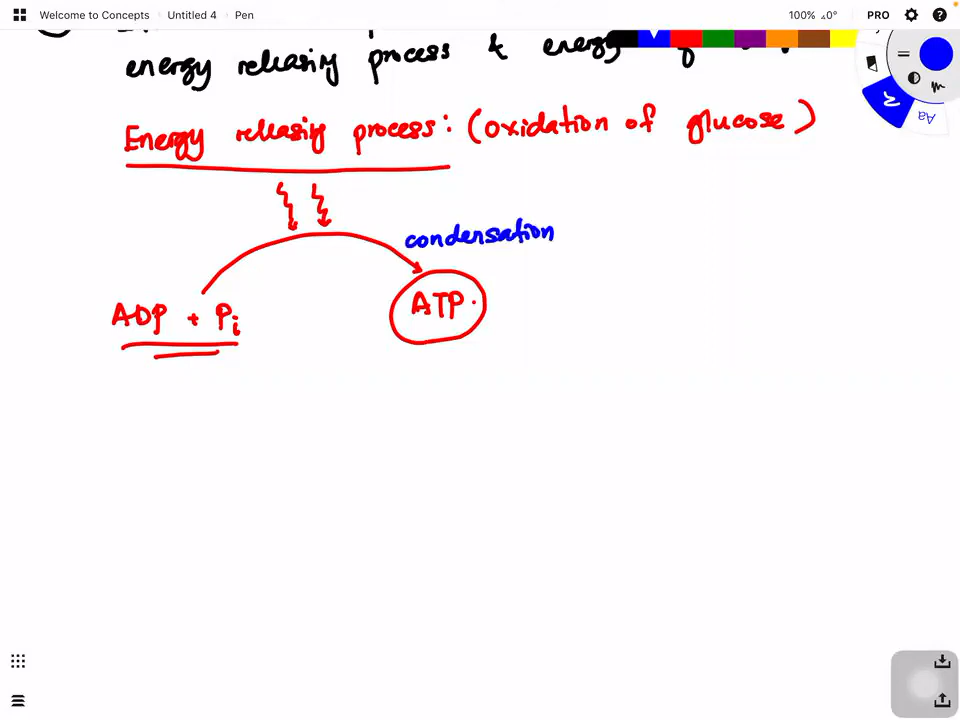 Welcome to Concepts Untitled 4 Pen 100% 0° PRO
energy releasing process & energy
Aa
Energy releasing process: (oxidation of glucose)
condensation
ATP.
ADP + Pi